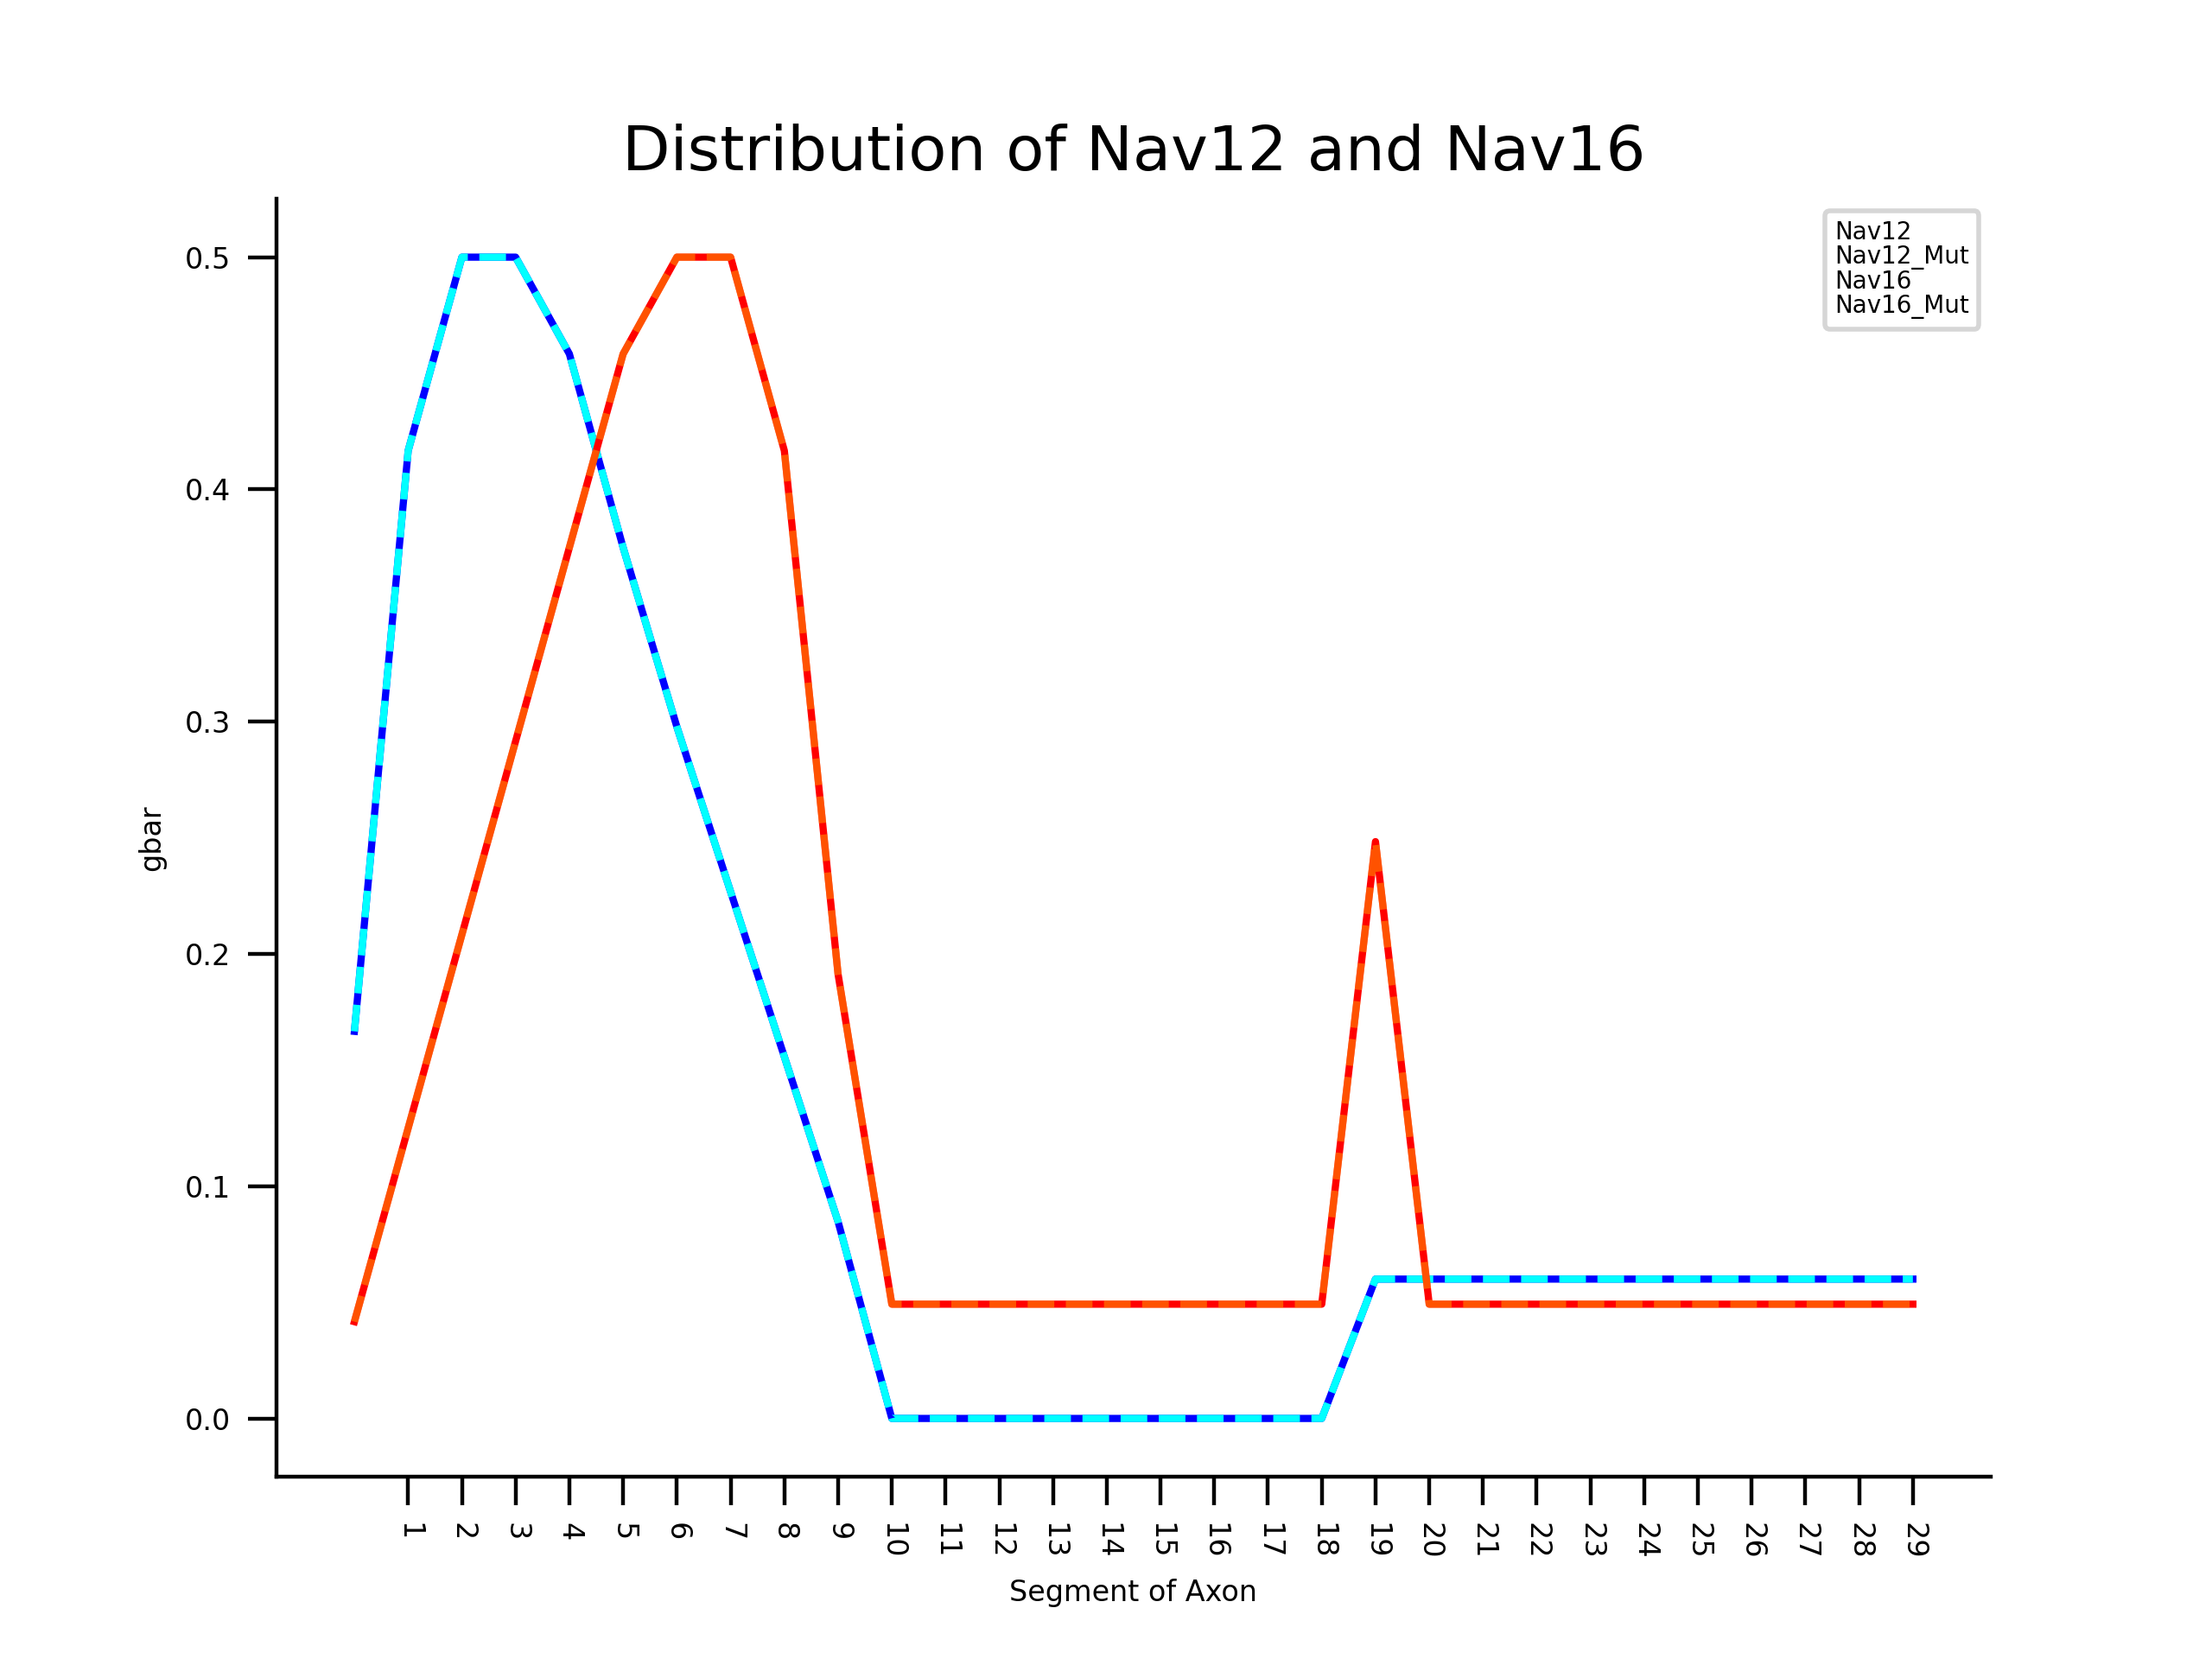 Distribution of Nav12 and Nav16
Nav12
Nav12_Mut
Nav16
Nav16_Mut
0.5
0.4
0.3
0.2
0.1
0.0
gbar
1 2 3 4 5 6 7 8 9 10 11 12 13 14 15 16 17 18 19 20 21 22 23 24 25 26 27 28 29
Segment of Axon